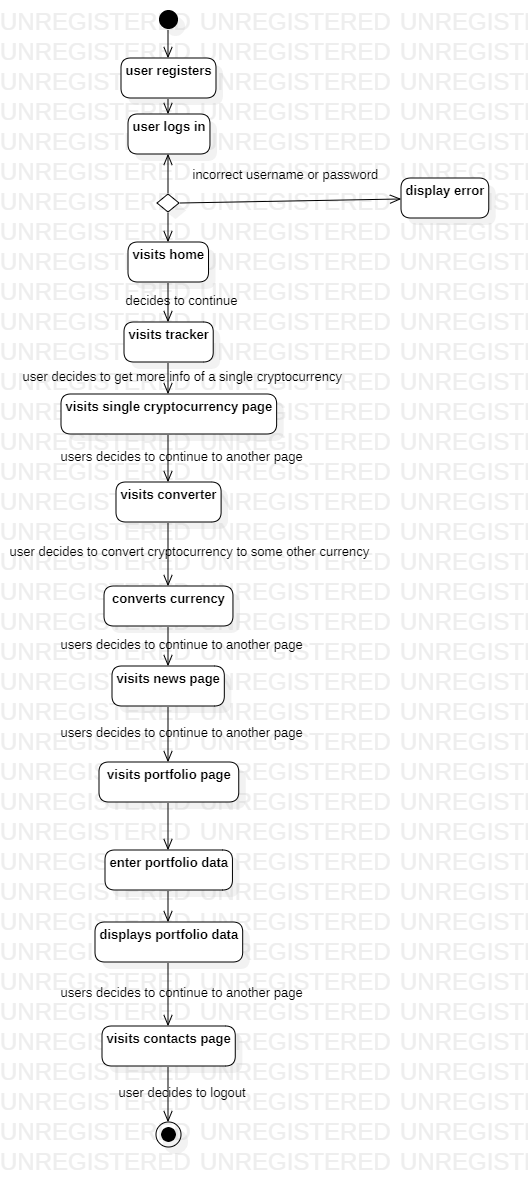 user registers
user logs in
incorrect username or password
display error
visits home
decides to continue
visits tracker
user decides to get more info of a single cryptocurrency
visits single cryptocurrency page
users decides to continue to another page
visits converter
user decides to convert cryptocurrency to some other currency
converts currency
users decides to continue to another page
visits news page
users decides to continue to another page
visits portfolio page
enter portfolio data
displays portfolio data
users decides to continue to another page
visits contacts page
user decides to logout
UNREGISTERED